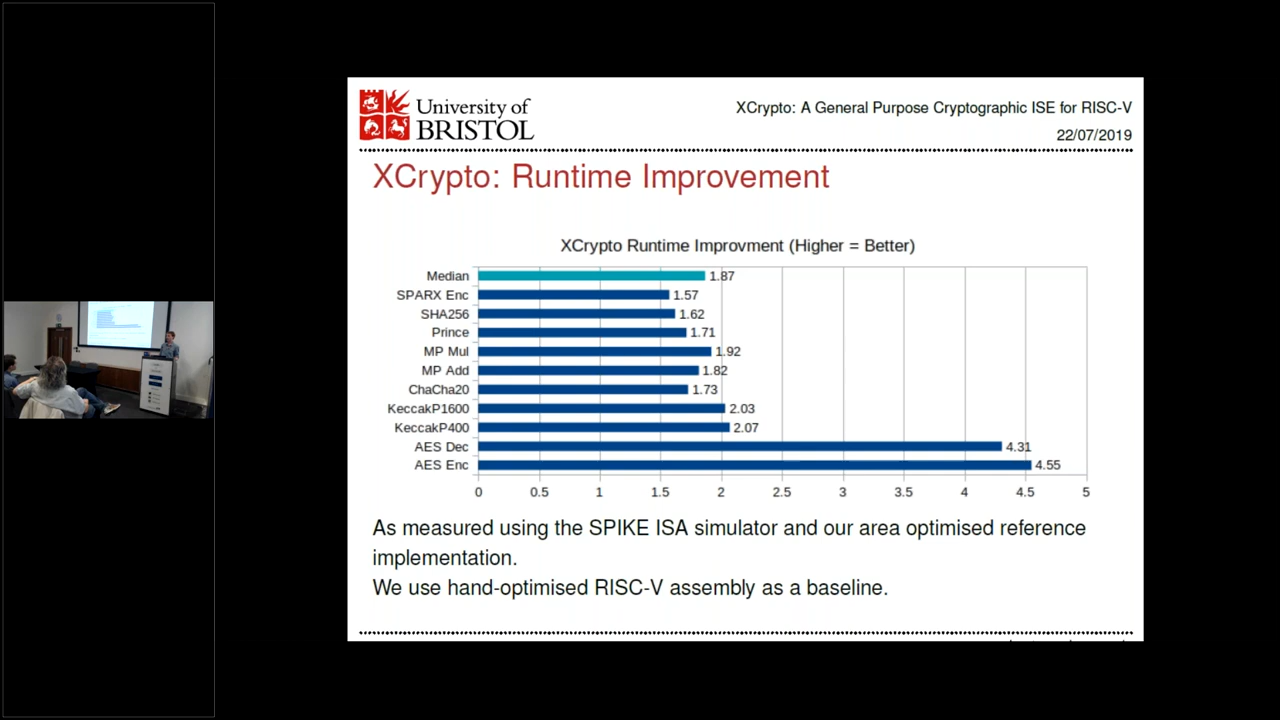 University of
BRISTOL
XCrypto: A General Purpose Cryptographic ISE for RISC-V
22/07/2019
XCrypto: Runtime Improvement
XCrypto Runtime Improvment (Higher = Better)
Median 1.87
SPARX Enc 1.57
SHA256 1.62
Prince 1.71
MP Mul 1.92
MP Add 1.82
ChaCha20 1.73
KeccakP1600 2.03
KeccakP400 2.07
AES Dec 4.31
AES Enc 4.55
0 0.5 1 1.5 2 2.5 3 3.5 4 4.5 5
As measured using the SPIKE ISA simulator and our area optimised reference
implementation.
We use hand-optimised RISC-V assembly as a baseline.